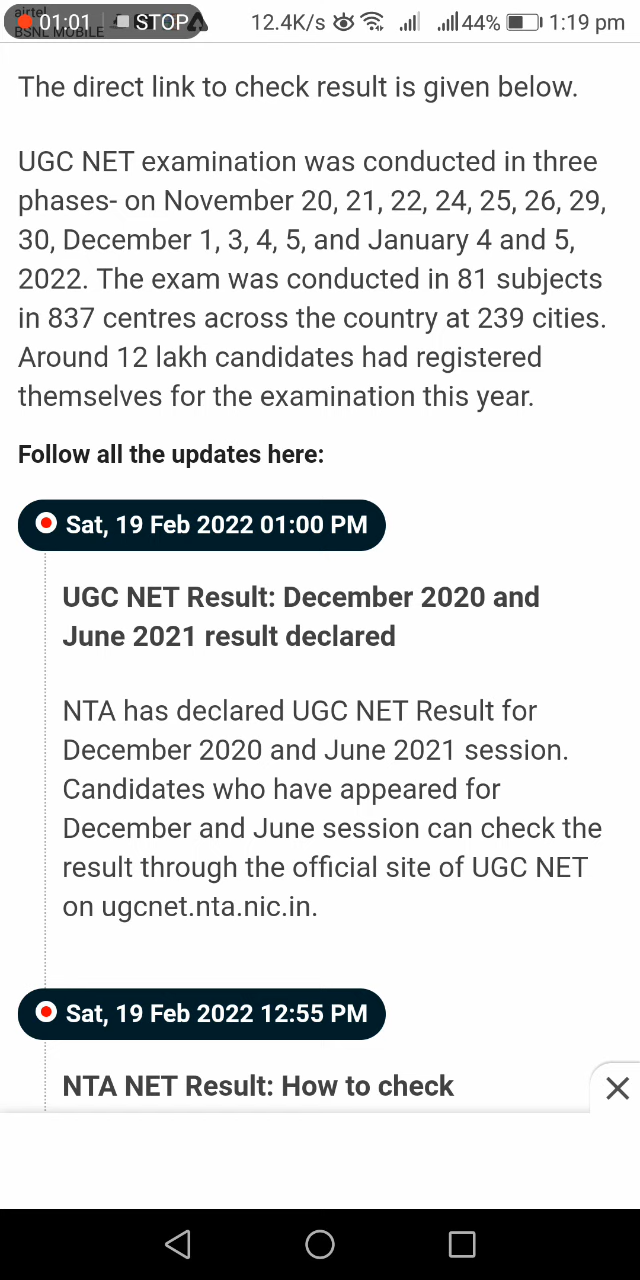 airtel
01:01 STOP 12.4K/s 44% 1:19 pm
BSNL MOBILE
The direct link to check result is given below.
UGC NET examination was conducted in three
phases- on November 20, 21, 22, 24, 25, 26, 29,
30, December 1, 3, 4, 5, and January 4 and 5,
2022. The exam was conducted in 81 subjects
in 837 centres across the country at 239 cities.
Around 12 lakh candidates had registered
themselves for the examination this year.
Follow all the updates here:
Sat, 19 Feb 2022 01:00 PM
UGC NET Result: December 2020 and
June 2021 result declared
NTA has declared UGC NET Result for
December 2020 and June 2021 session.
Candidates who have appeared for
December and June session can check the
result through the official site of UGC NET
on ugcnet.nta.nic.in.
Sat, 19 Feb 2022 12:55 PM
NTA NET Result: How to check